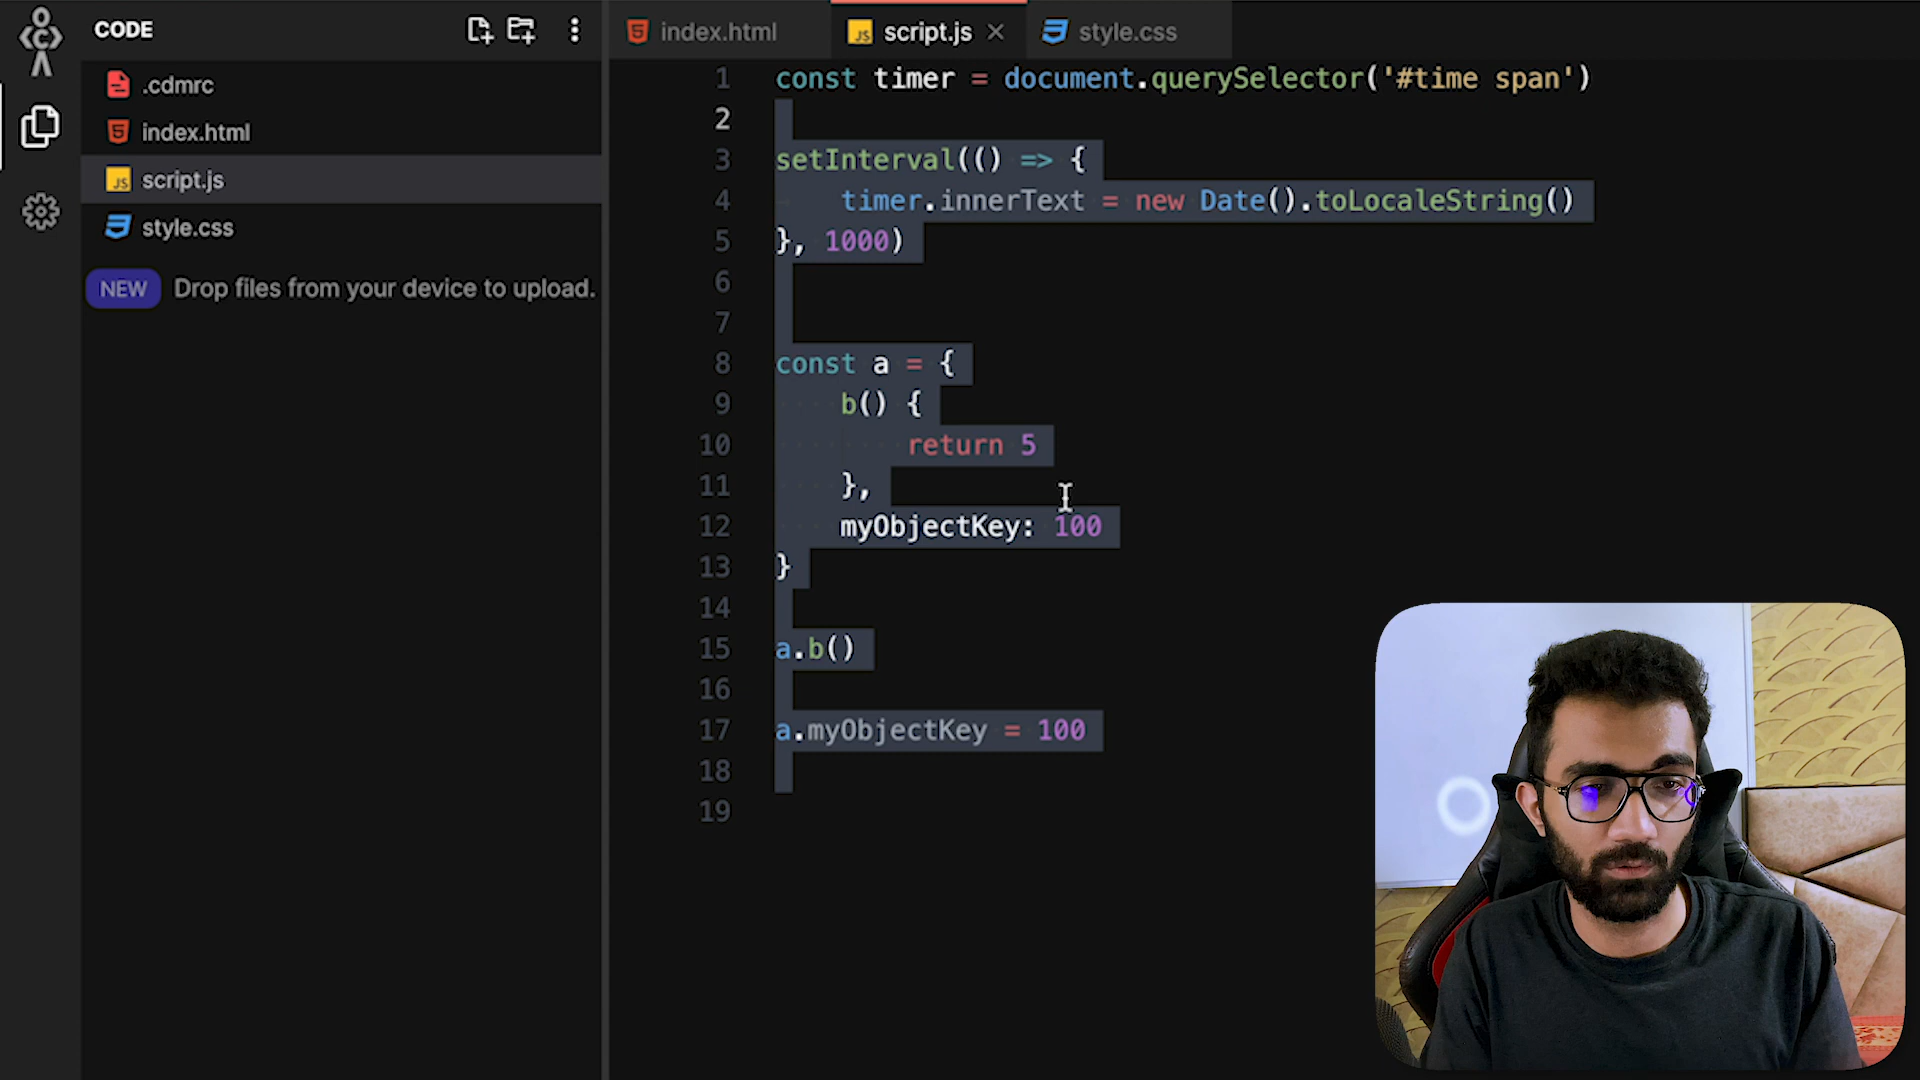 CODE
.cdmrc
index.html
script.js
style.css
NEW Drop files from your device to upload.
index.html script.js style.css
1 const timer = document.querySelector('#time span')
2
3 setInterval(() => {
4 timer.innerText = new Date().toLocaleString()
5 }, 1000)
6
7
8 const a = {
9 b() {
10 return 5
11 },
12 myObjectKey: 100
13 }
14
15 a.b()
16
17 a.myObjectKey = 100
18
19